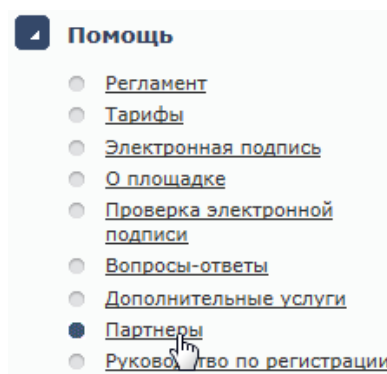 Помощь
Регламент
Тарифы
Электронная подпись
О площадке
Проверка электронной
подписи
Вопросы-ответы
Дополнительные услуги
Партнеры
Руководство по регистрации